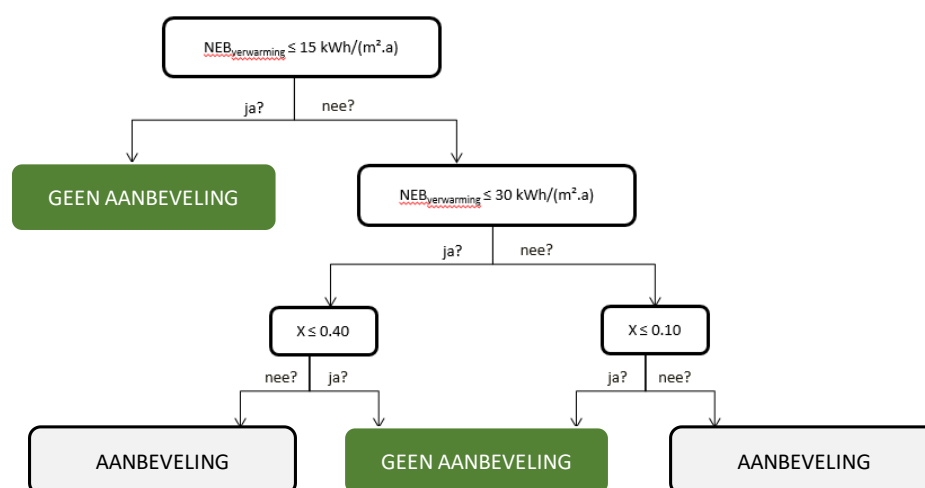 NEBverwarming ≤ 15 kWh/(m².a)
ja? nee?
GEEN AANBEVELING
NEBverwarming ≤ 30 kWh/(m².a)
ja? nee?
X ≤ 0.40
X ≤ 0.10
nee? ja?
ja? nee?
AANBEVELING
GEEN AANBEVELING
AANBEVELING